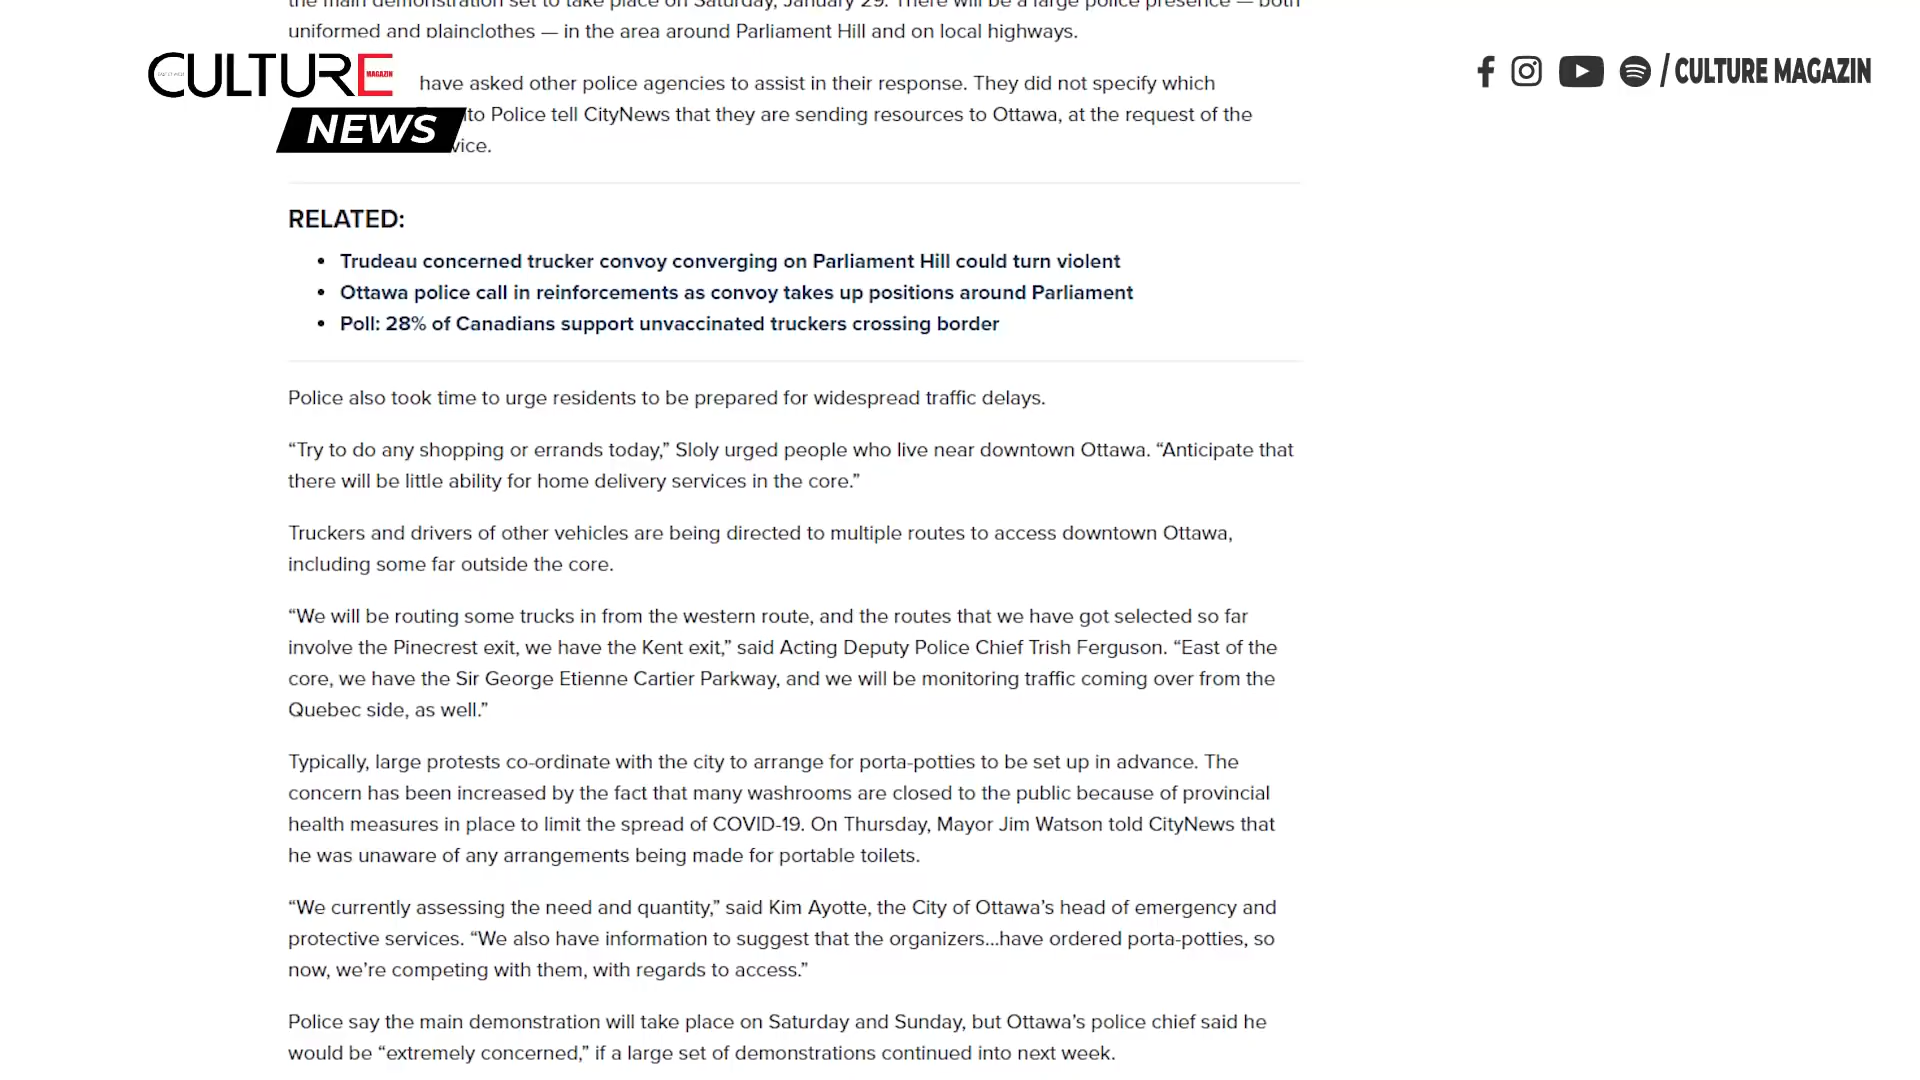 the main demonstration set to take place on Saturday, January 29. There will be a large police presence — both
uniformed and plainclothes — in the area around Parliament Hill and on local highways.
CULTURE
MAGAZIN
NEWS
/ CULTURE MAGAZIN
have asked other police agencies to assist in their response. They did not specify which
to Police tell CityNews that they are sending resources to Ottawa, at the request of the
vice.
RELATED:
• Trudeau concerned trucker convoy converging on Parliament Hill could turn violent
• Ottawa police call in reinforcements as convoy takes up positions around Parliament
• Poll: 28% of Canadians support unvaccinated truckers crossing border
Police also took time to urge residents to be prepared for widespread traffic delays.
“Try to do any shopping or errands today,” Sloly urged people who live near downtown Ottawa. “Anticipate that
there will be little ability for home delivery services in the core.”
Truckers and drivers of other vehicles are being directed to multiple routes to access downtown Ottawa,
including some far outside the core.
“We will be routing some trucks in from the western route, and the routes that we have got selected so far
involve the Pinecrest exit, we have the Kent exit,” said Acting Deputy Police Chief Trish Ferguson. “East of the
core, we have the Sir George Etienne Cartier Parkway, and we will be monitoring traffic coming over from the
Quebec side, as well.”
Typically, large protests co-ordinate with the city to arrange for porta-potties to be set up in advance. The
concern has been increased by the fact that many washrooms are closed to the public because of provincial
health measures in place to limit the spread of COVID-19. On Thursday, Mayor Jim Watson told CityNews that
he was unaware of any arrangements being made for portable toilets.
“We currently assessing the need and quantity,” said Kim Ayotte, the City of Ottawa’s head of emergency and
protective services. “We also have information to suggest that the organizers...have ordered porta-potties, so
now, we’re competing with them, with regards to access.”
Police say the main demonstration will take place on Saturday and Sunday, but Ottawa’s police chief said he
would be “extremely concerned,” if a large set of demonstrations continued into next week.